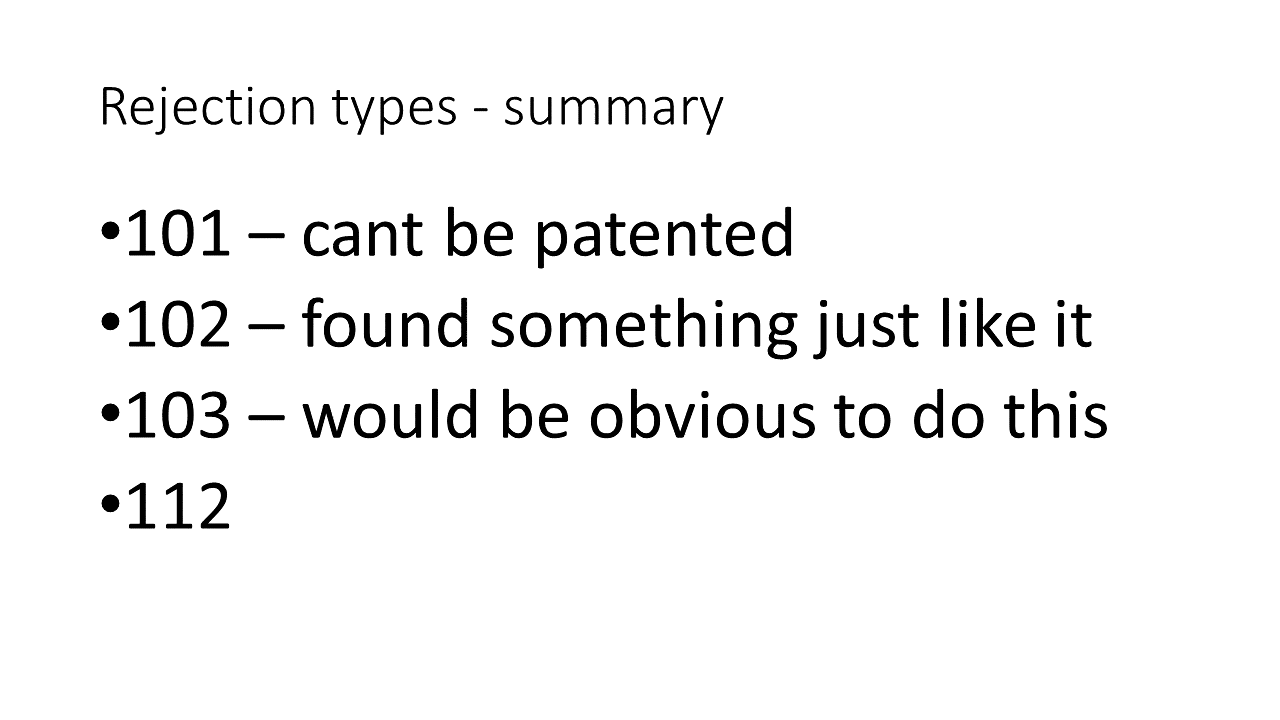 Rejection types - summary
•101 – cant be patented
•102 – found something just like it
•103 – would be obvious to do this
•112